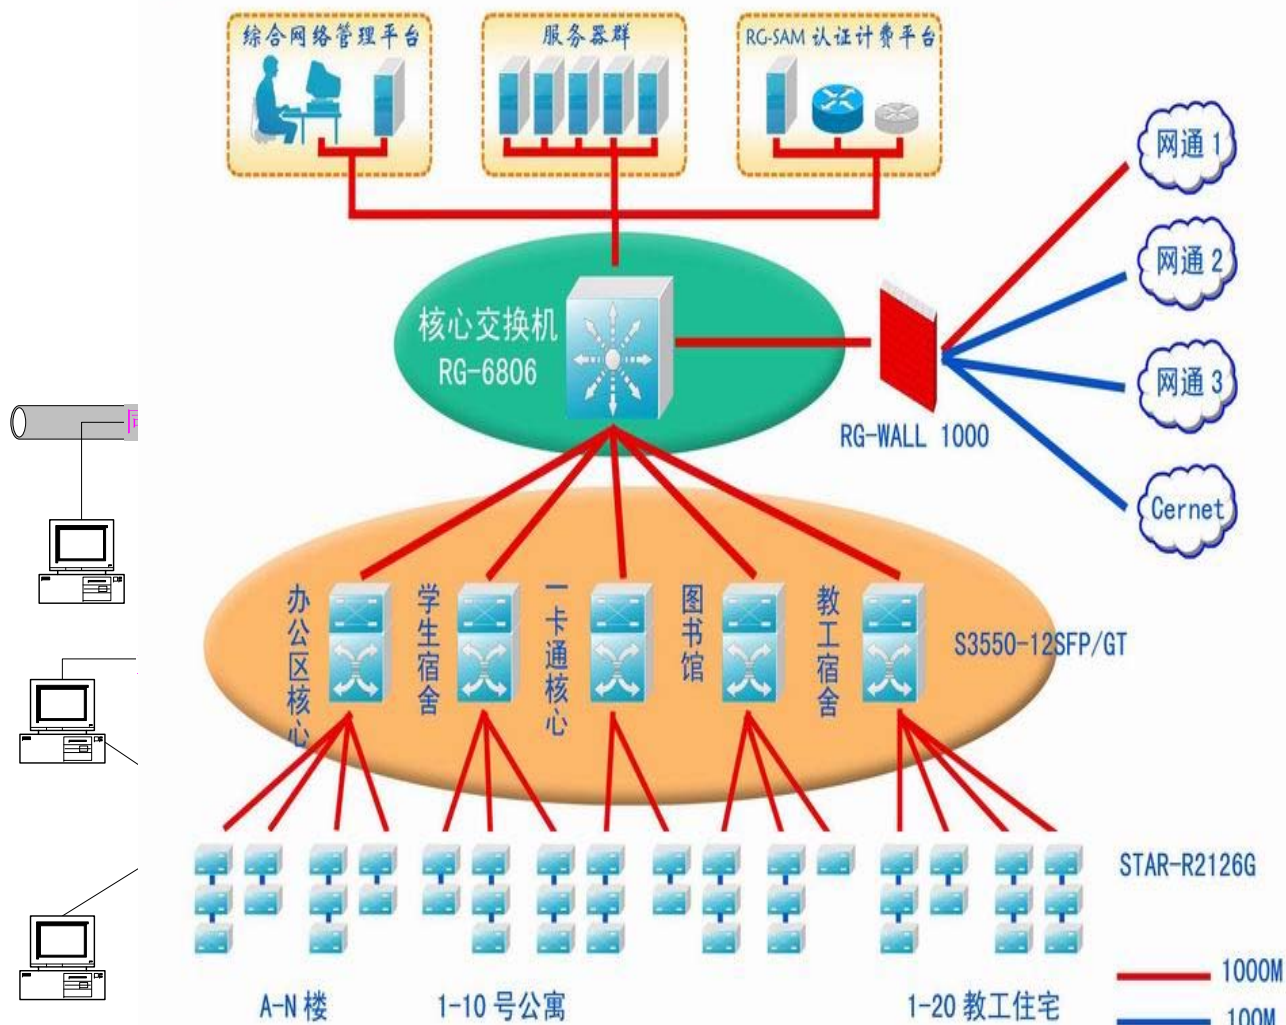 综合网络管理平台
服务器群
RG-SAM 认证计费平台
网通 1
网通 2
网通 3
Cernet
核心交换机
RG-6806
RG-WALL 1000
办公区核心
学生宿舍
一卡通核心
图书馆
教工宿舍
S3550-12SFP/GT
STAR-R2126G
A-N 楼
1-10 号公寓
1-20 教工住宅
1000M
100M